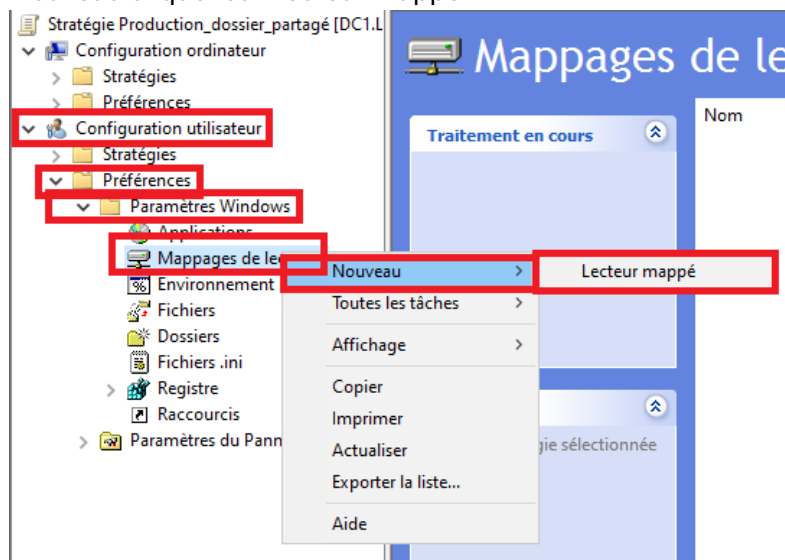 Stratégie Production_dossier_partagé [DC1.L
Configuration ordinateur
Stratégies
Préférences
Configuration utilisateur
Stratégies
Préférences
Paramètres Windows
Applications
Mappages de lec
Environnement
Fichiers
Dossiers
Fichiers .ini
Registre
Raccourcis
Paramètres du Pann
Mappages de le
Traitement en cours
Nom
Nouveau
Lecteur mappé
Toutes les tâches
Affichage
Copier
Imprimer
Actualiser
Exporter la liste...
Aide
gie sélectionnée